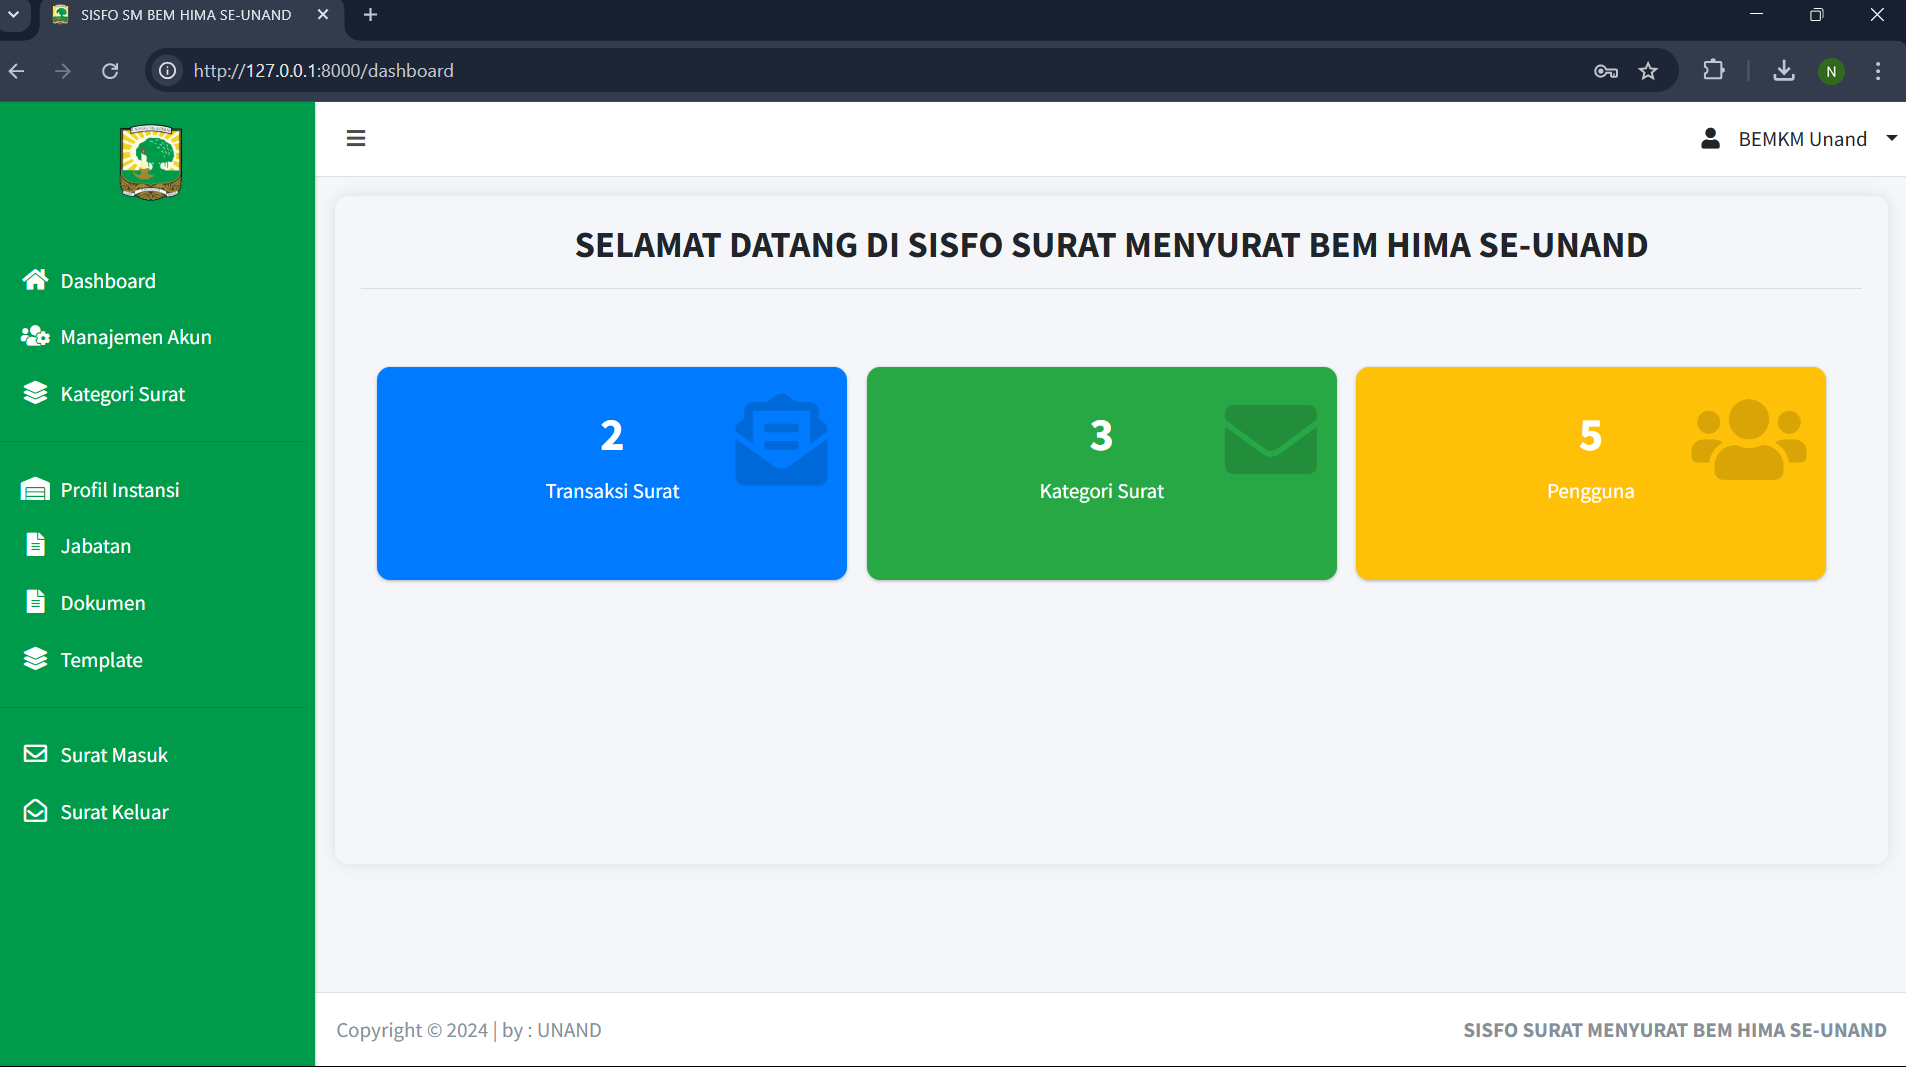 SISFO SM BEM HIMA SE-UNAND
http://127.0.0.1:8000/dashboard
N
BEMKM Unand
Dashboard
Manajemen Akun
Kategori Surat
Profil Instansi
Jabatan
Dokumen
Template
Surat Masuk
Surat Keluar
SELAMAT DATANG DI SISFO SURAT MENYURAT BEM HIMA SE-UNAND
2
Transaksi Surat
3
Kategori Surat
5
Pengguna
Copyright © 2024 | by : UNAND
SISFO SURAT MENYURAT BEM HIMA SE-UNAND